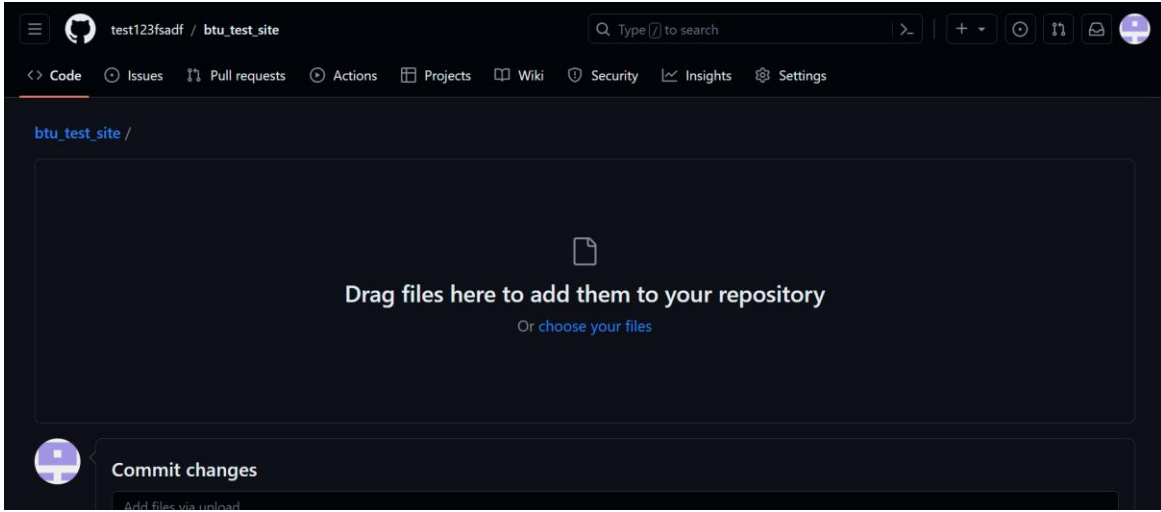 test123fsadf / btu_test_site
Type / to search
Code Issues Pull requests Actions Projects Wiki Security Insights Settings
btu_test_site /
Drag files here to add them to your repository
Or choose your files
Commit changes
Add files via upload